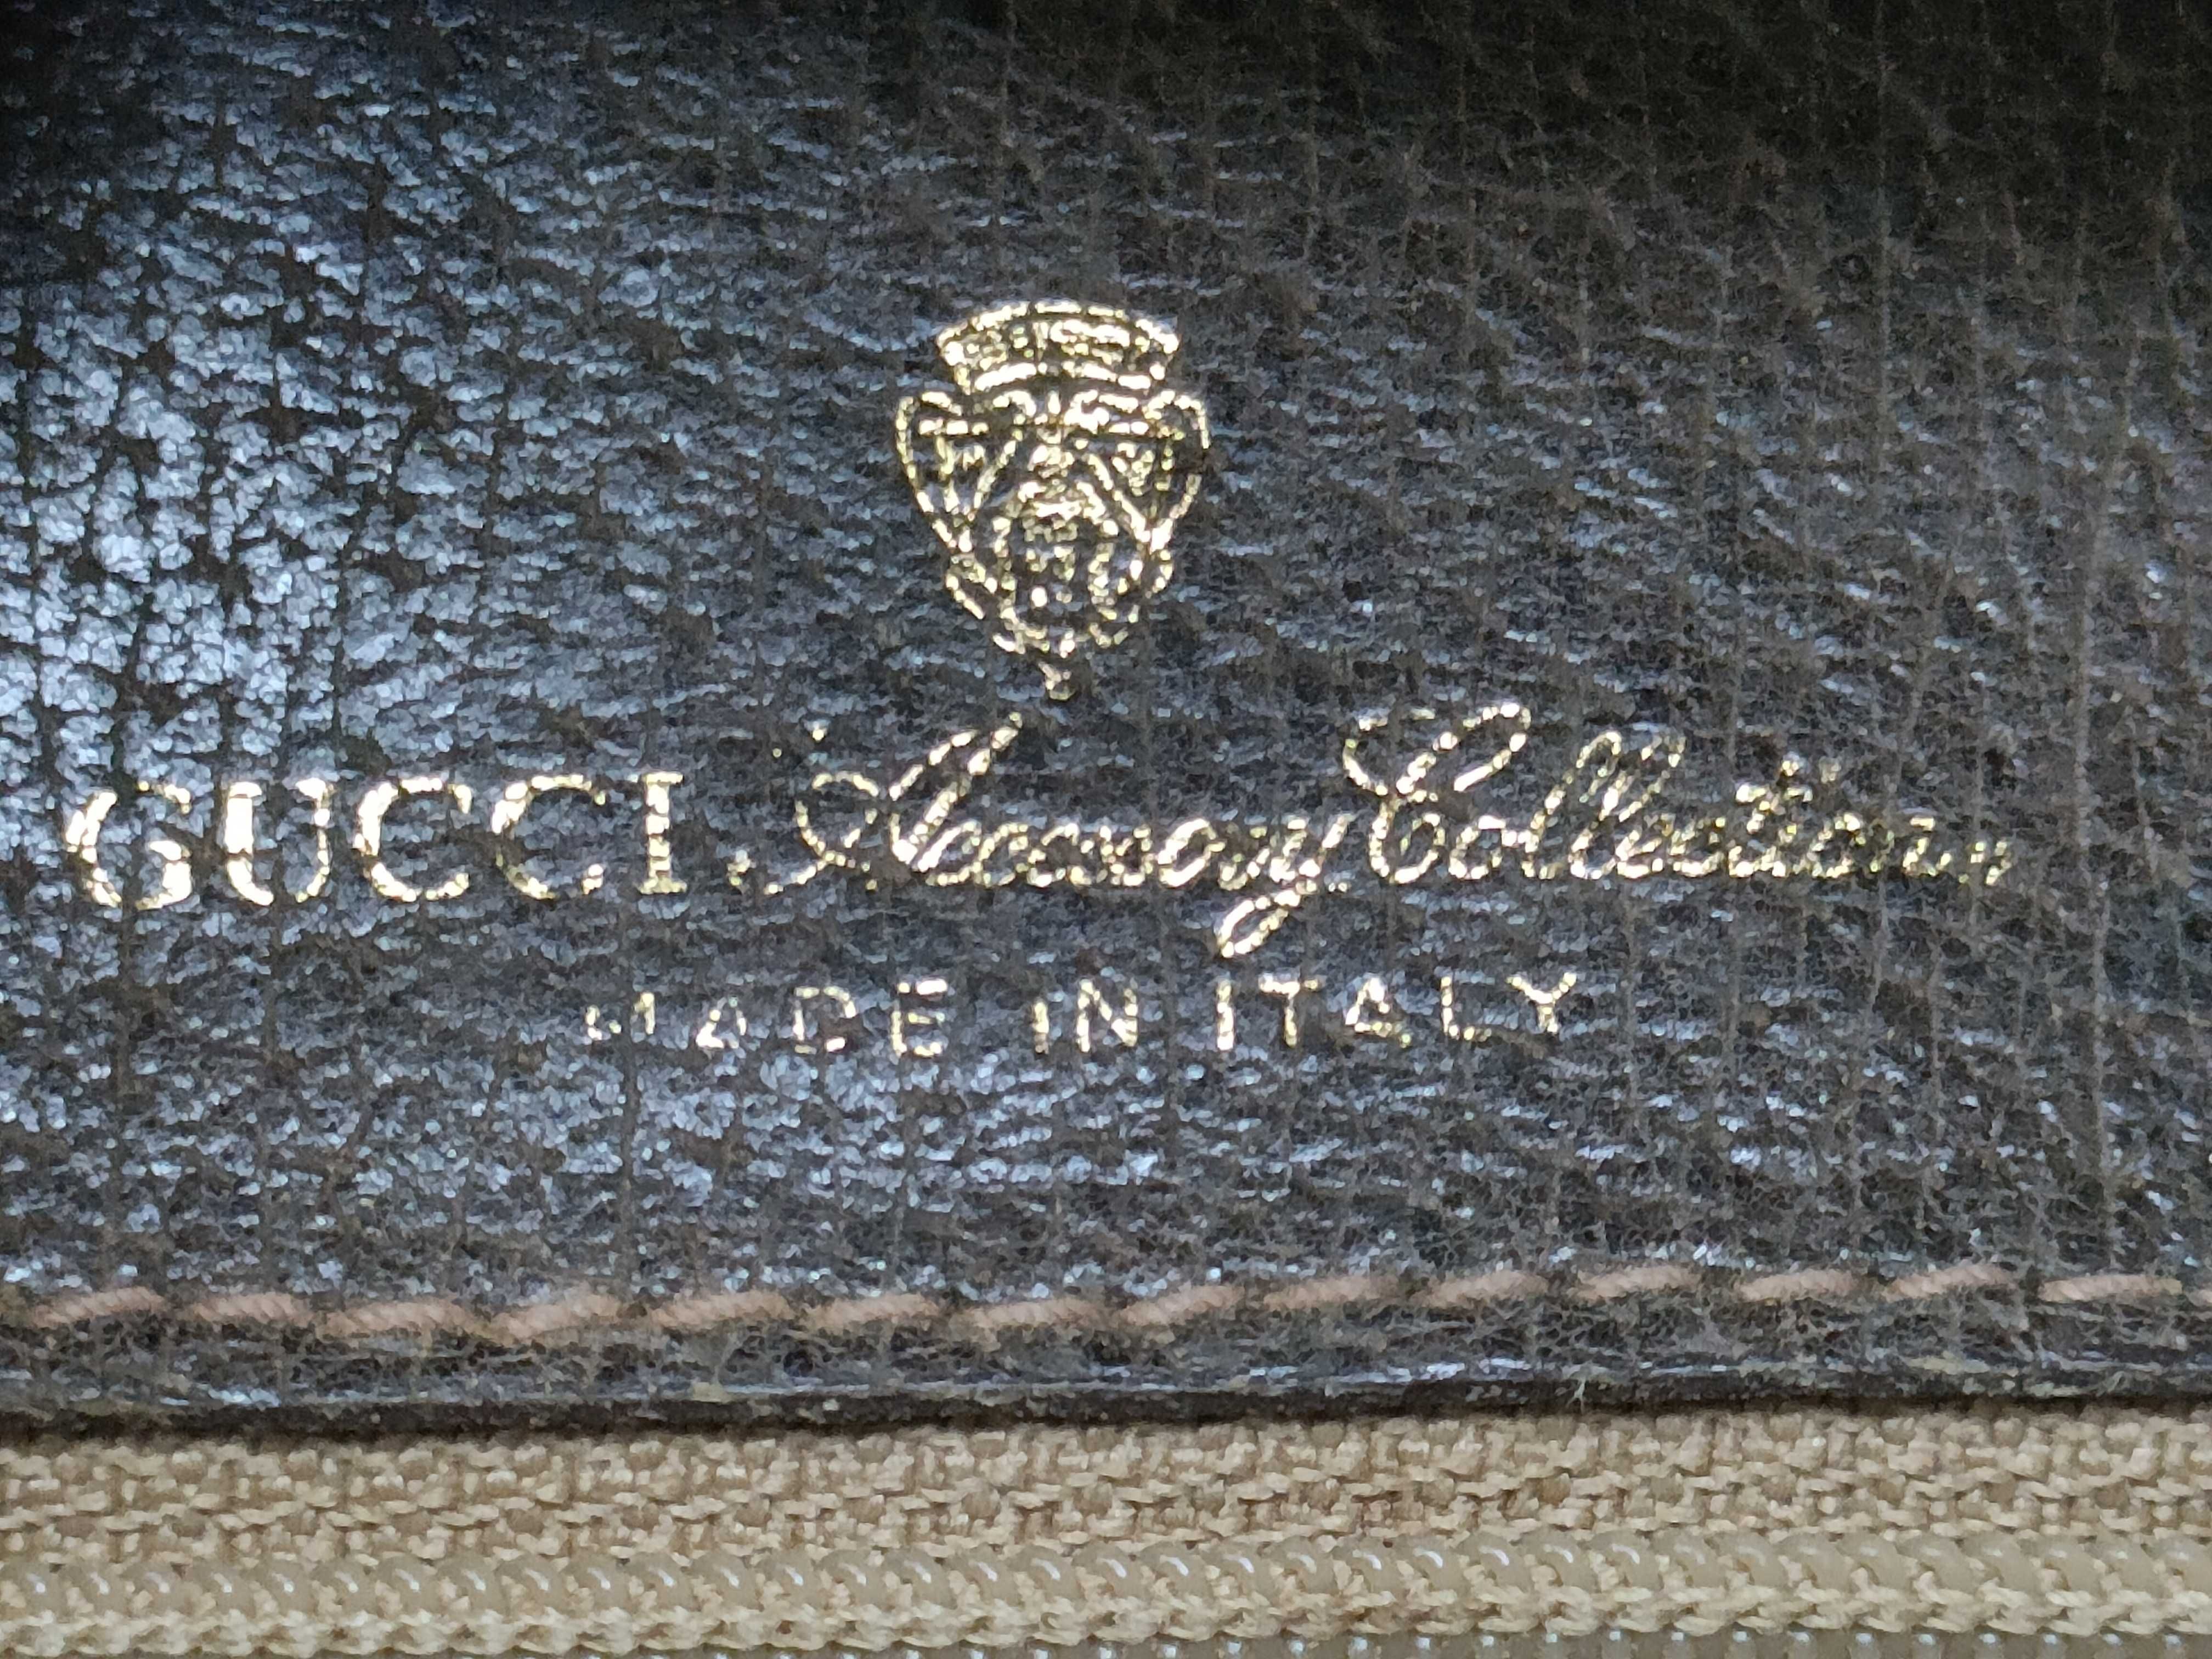 GUCCI Accessory Collection
MADE IN ITALY